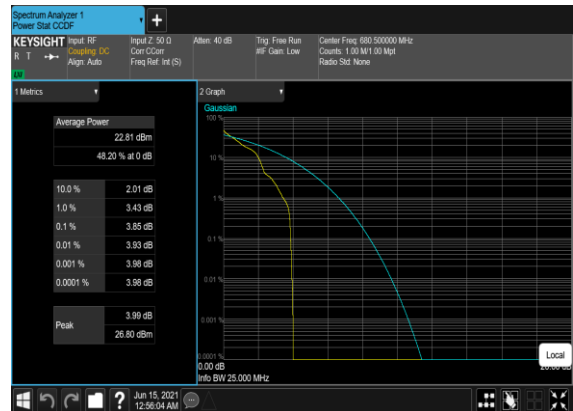 Spectrum Analyzer 1
Power Stat CCDF
KEYSIGHT
R T
LXI
Input: RF
Coupling: DC
Align: Auto
Input Z: 50 Ω
Corr CCorr
Freq Ref: Int (S)
Atten: 40 dB
Trig: Free Run
#IF Gain: Low
Center Freq: 680.500000 MHz
Counts: 1.00 M/1.00 Mpt
Radio Std: None
1 Metrics
Average Power
22.81 dBm
48.20 % at 0 dB
10.0 % 2.01 dB
1.0 % 3.43 dB
0.1 % 3.85 dB
0.01 % 3.93 dB
0.001 % 3.98 dB
0.0001 % 3.98 dB
Peak 3.99 dB
26.80 dBm
2 Graph
Gaussian
100 %
10 %
1 %
0.1 %
0.01 %
0.001 %
0.0001 %
0.00 dB
Info BW 25.000 MHz
Local
?
Jun 15, 2021
12:56:04 AM